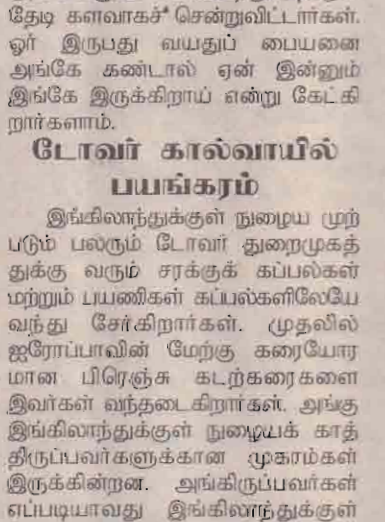 தேடி களவாகச் சென்றுவிட்டார்கள்.
ஓர் இருபது வயதுப் பையனை
அங்கே கண்டால் ஏன் இன்னும்
இங்கே இருக்கிறாய் என்று கேட்கி
றார்களாம்.
டோவர் கால்வாயில்
பயங்கரம்
இங்கிலாந்துக்குள் நுழைய முற்
படும் பலரும் டோவர் துறைமுகத்
துக்கு வரும் சரக்குக் கப்பல்கள்
மற்றும் பயணிகள் கப்பல்களிலேயே
வந்து சேர்கிறார்கள். முதலில்
ஐரோப்பாவின் மேற்கு கரையோர
மான பிரெஞ்சு கடற்கரைகளை
இவர்கள் வந்தடைகிறார்கள். அங்கு
இங்கிலாந்துக்குள் நுழையக் காத்
திருப்பவர்களுக்கான முகாம்கள்
இருக்கின்றன. அங்கிருப்பவர்கள்
எப்படியாவது இங்கிலாந்துக்குள்